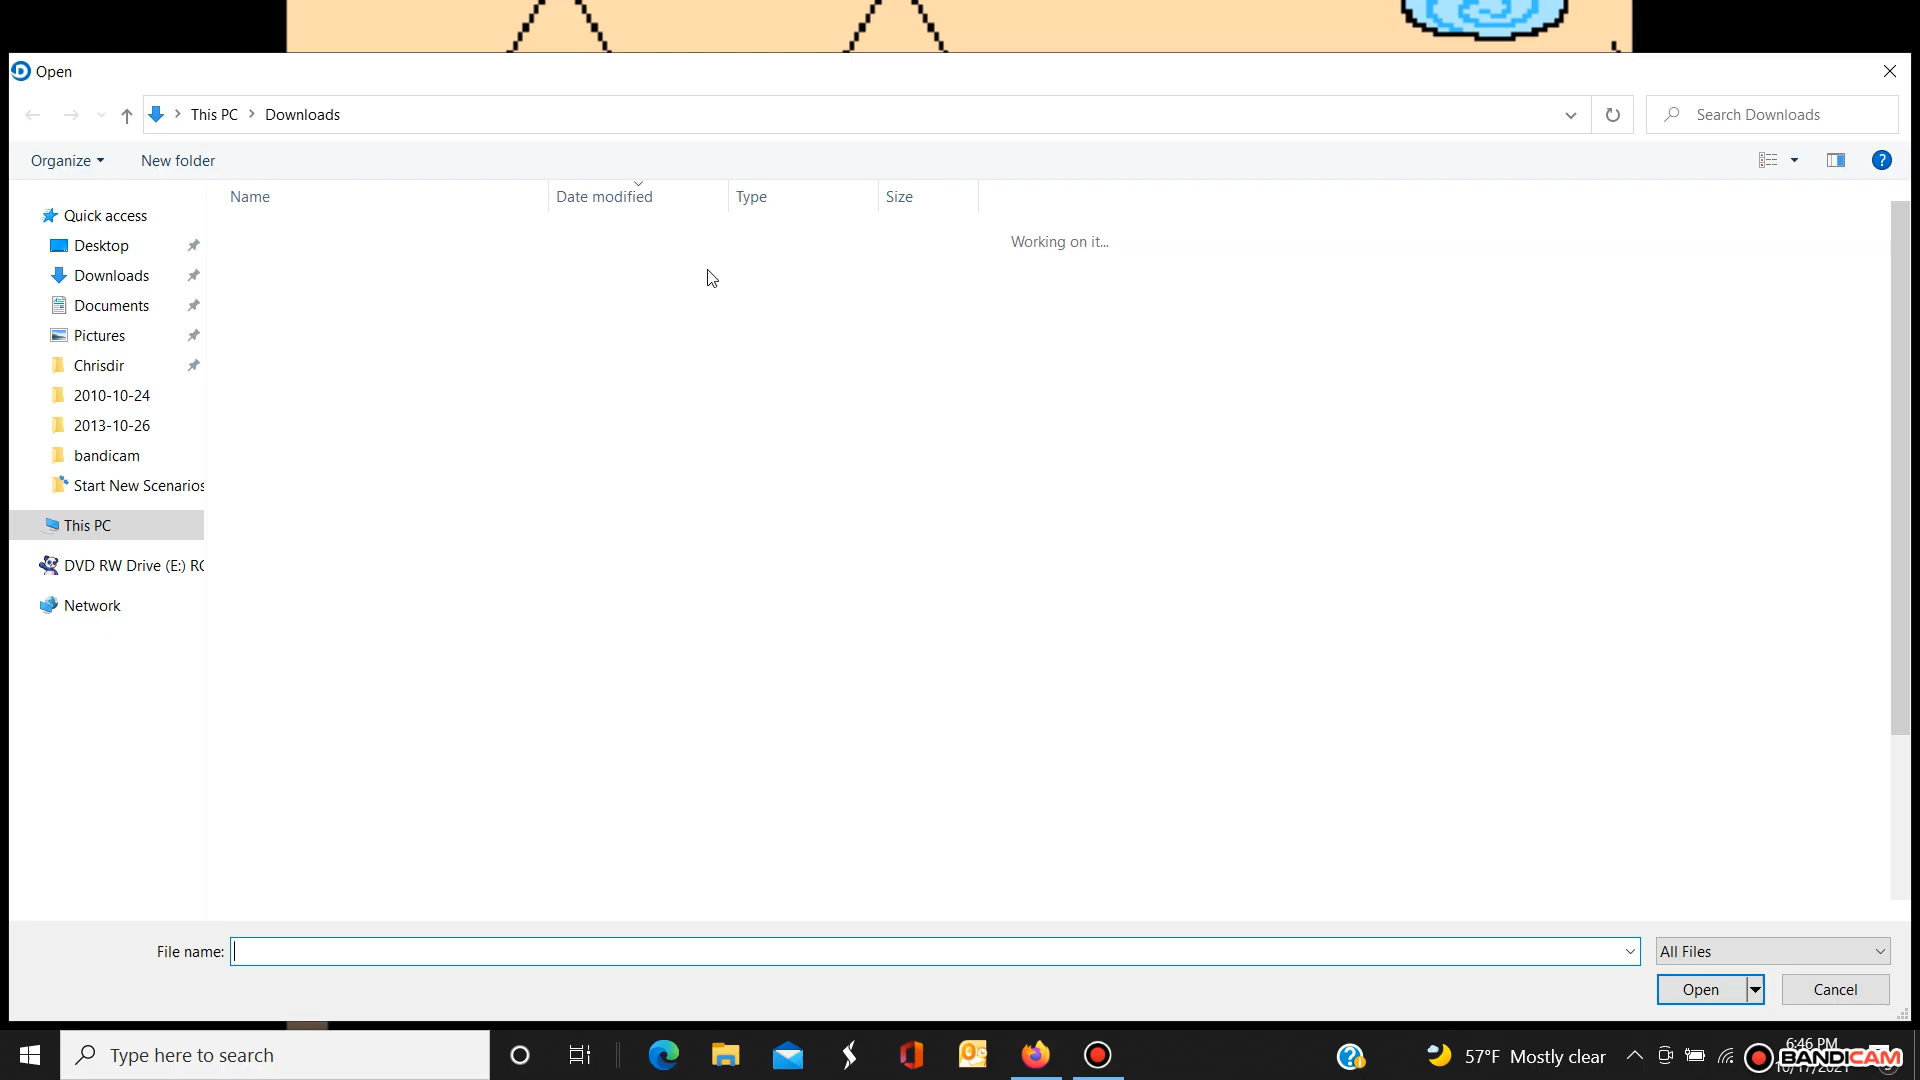 Open
This PC
Downloads
Search Downloads
Organize
New folder
Name
Date modified
Type
Size
Working on it...
Quick access
Desktop
Downloads
Documents
Pictures
Chrisdir
2010-10-24
2013-10-26
bandicam
Start New Scenarios
This PC
DVD RW Drive (E:) RC
Network
File name:
All Files
Open
Cancel
Type here to search
57°F Mostly clear
6:46 PM
BANDICAM